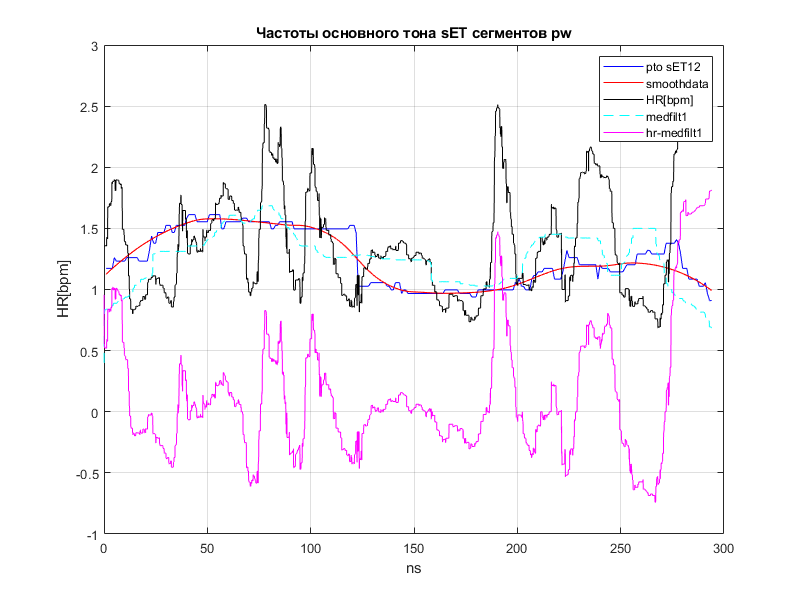 Частоты основного тона sET сегментов pw
3
2.5
2
1.5
1
0.5
0
-0.5
-1
HR[bpm]
0
50
100
150
200
250
300
ns
pto sET12
smoothdata
HR[bpm]
medfilt1
hr-medfilt1